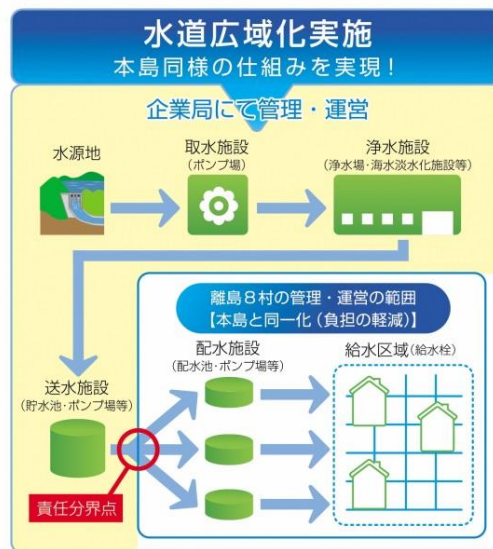 水道広域化実施
本島同様の仕組みを実現！
企業局にて管理・運営
水源地
取水施設
(ポンプ場)
浄水施設
(浄水場・海水淡水化施設等)
離島8村の管理・運営の範囲
【本島と同一化(負担の軽減)】
配水施設
(配水池・ポンプ場等)
給水区域(給水栓)
送水施設
(貯水池・ポンプ場等)
責任分界点